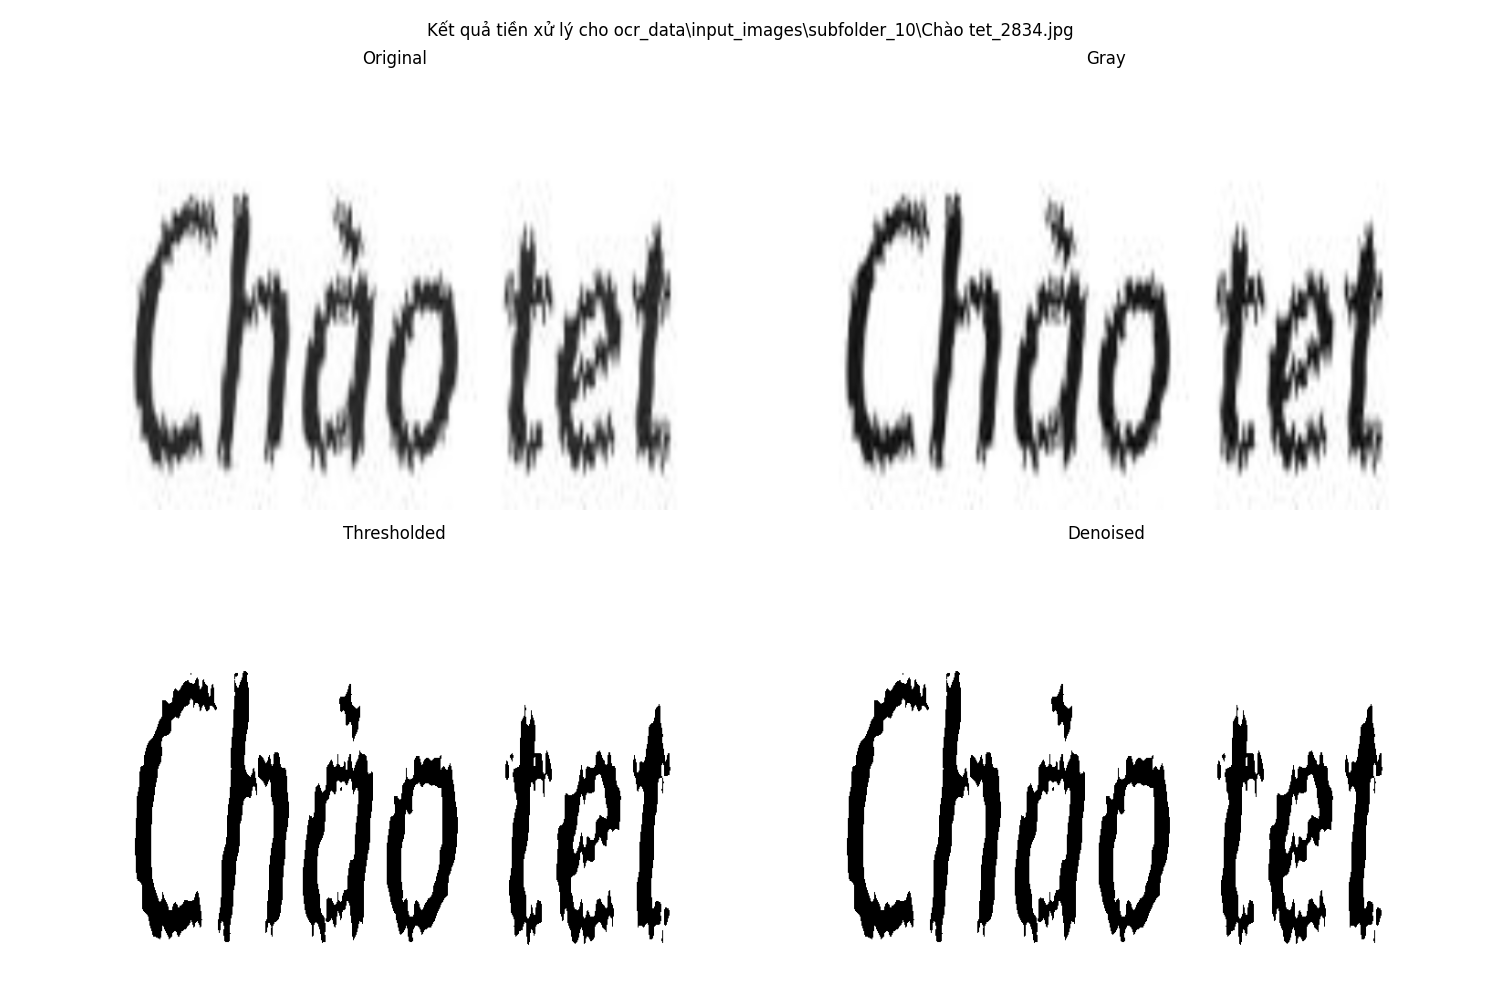 Kết quả tiền xử lý cho ocr_data\input_images\subfolder_10\Chào tet_2834.jpg
Original
Gray
Chào tet
Chào tet
Thresholded
Denoised
Chào tet
Chào tet